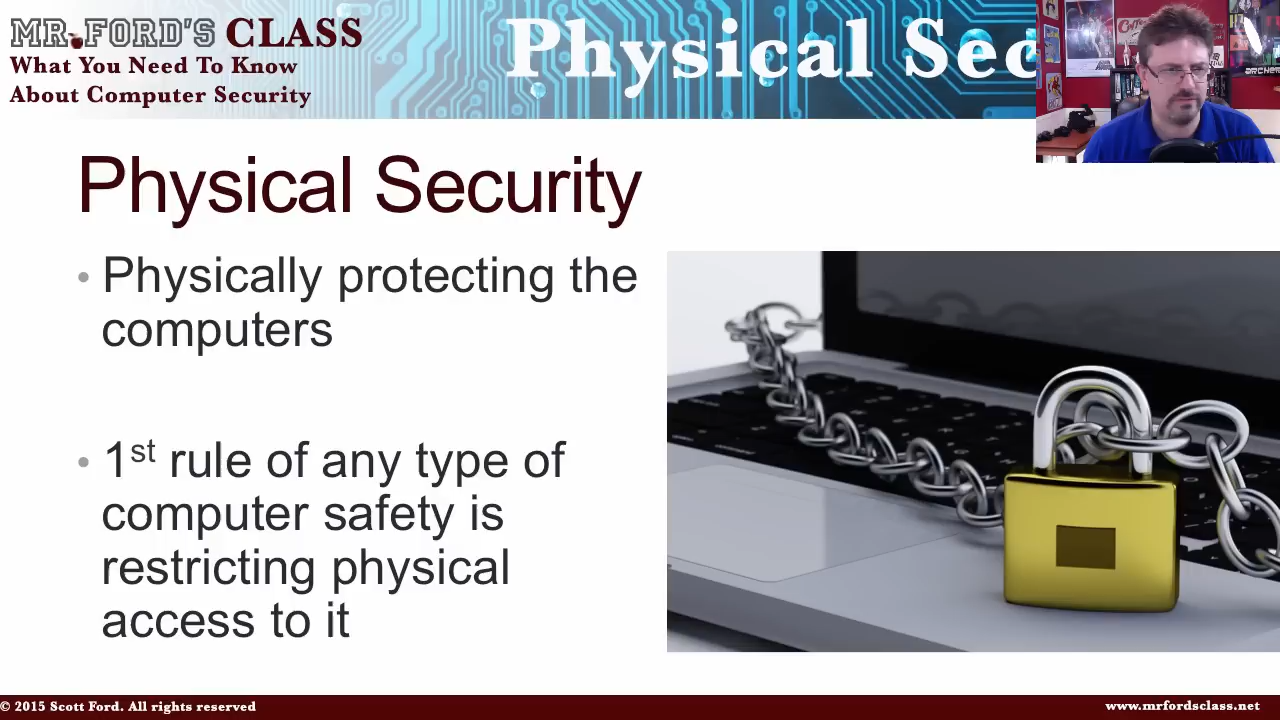 MR.FORD'S CLASS
What You Need To Know
About Computer Security
Physical Sec
ARCHER
Physical Security
• Physically protecting the
computers
• 1st rule of any type of
computer safety is
restricting physical
access to it
© 2015 Scott Ford. All rights reserved
www.mrfordsclass.net